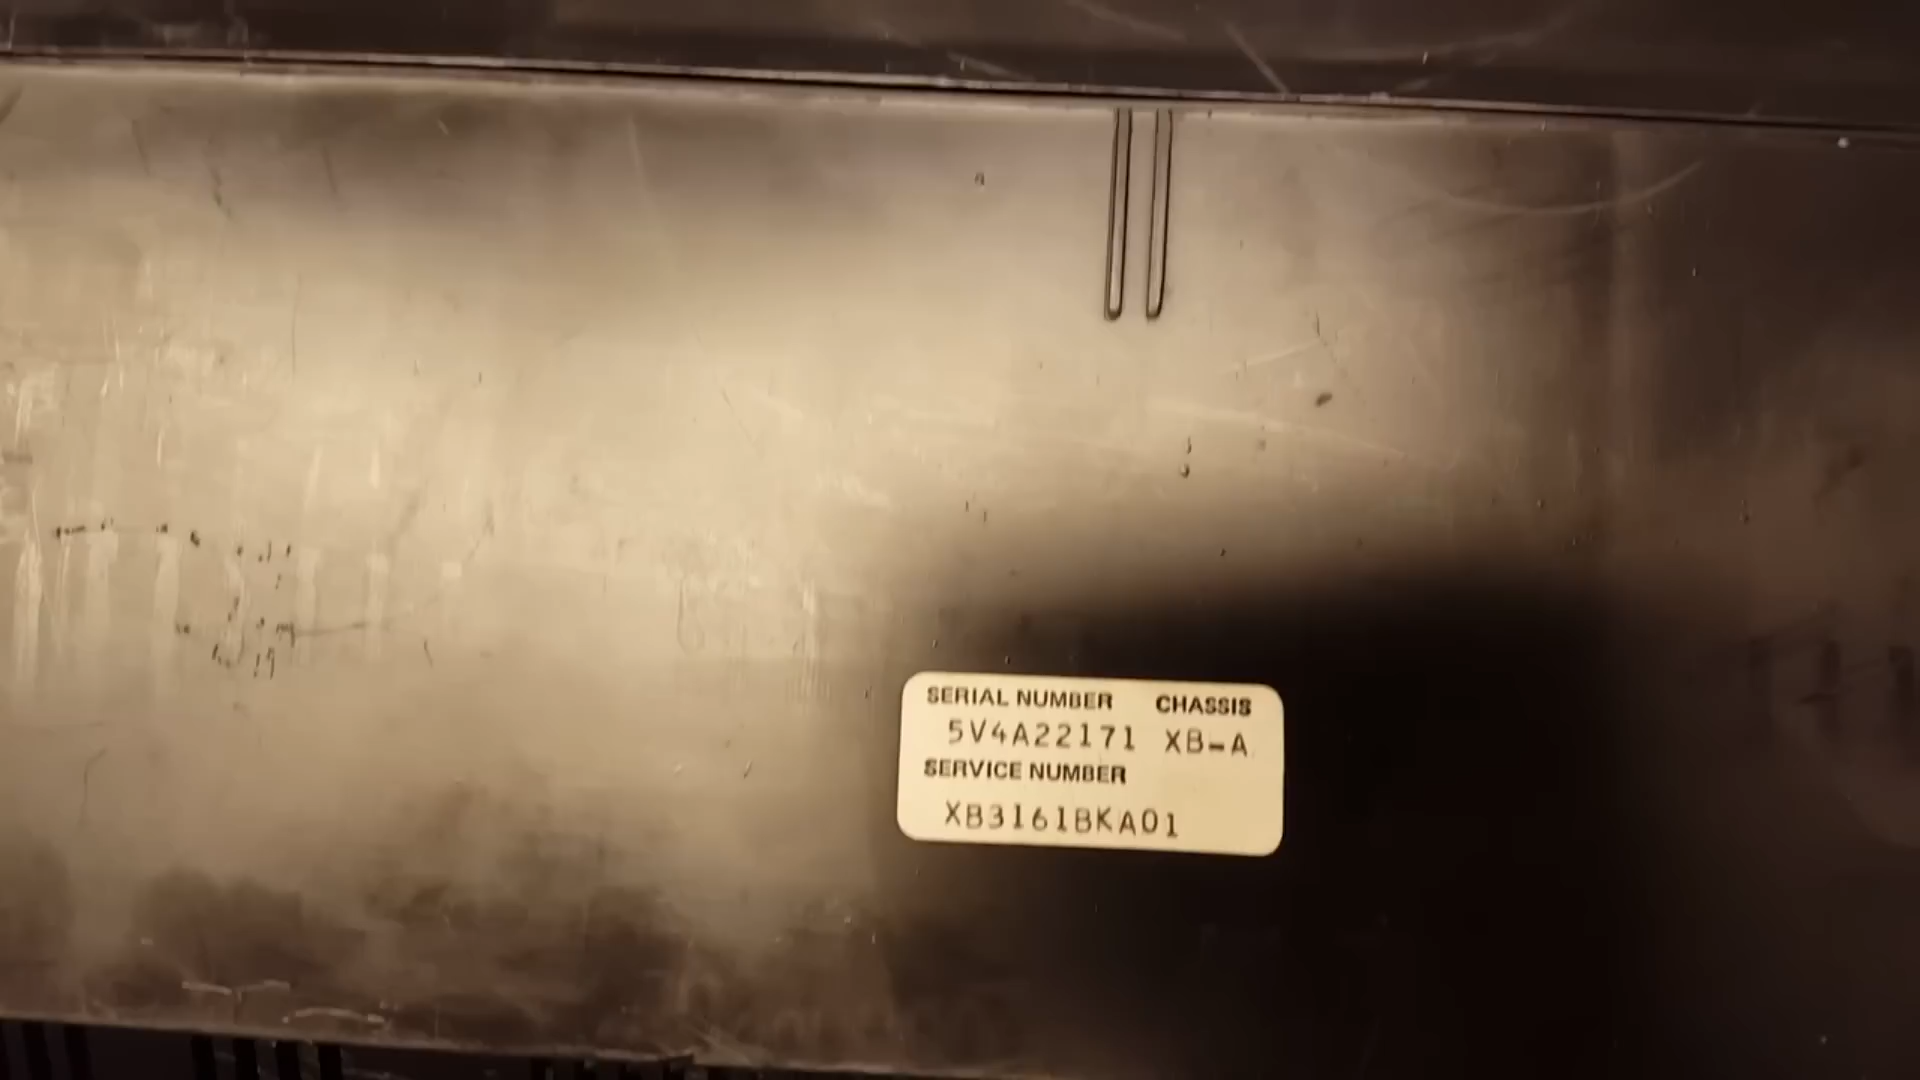 SERIAL NUMBER CHASSIS
5V4A22171 XB-A
SERVICE NUMBER
XB3161BKA01